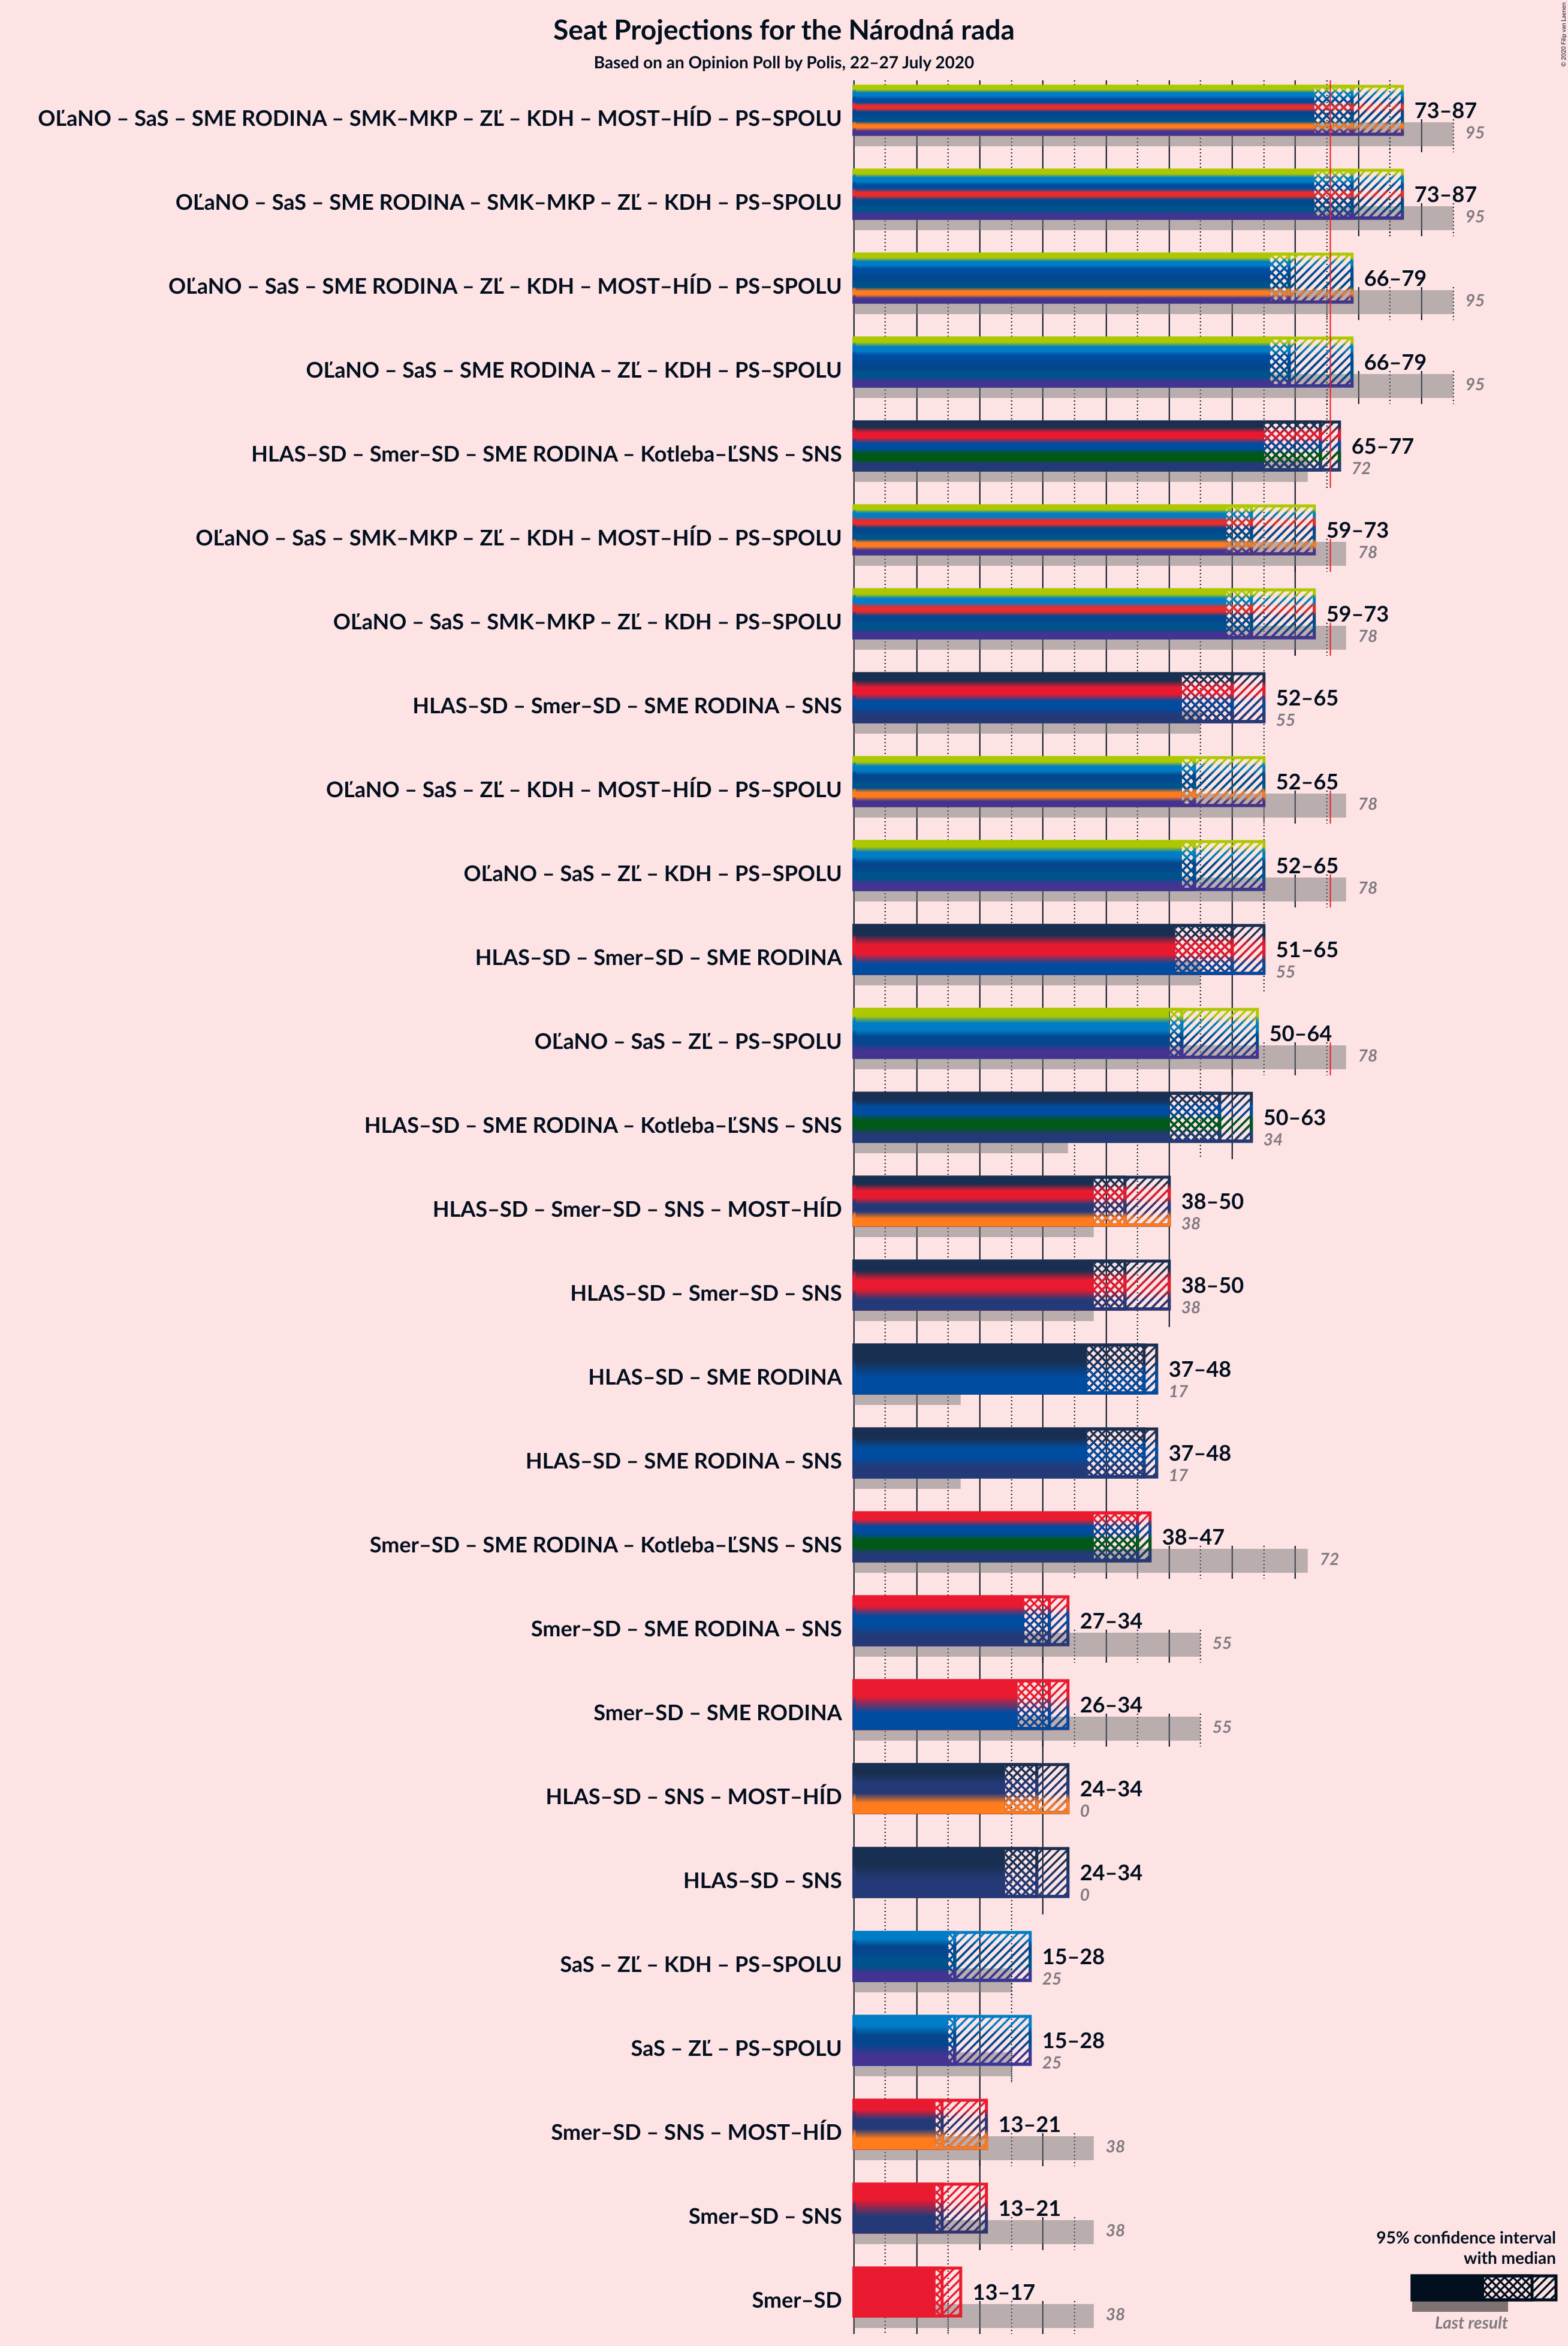 © 2020 Filip van Laenen
Seat Projections for the Národná rada
Based on an Opinion Poll by Polis, 22–27 July 2020
OĽaNO – SaS – SME RODINA – SMK–MKP – ZĽ – KDH – MOST–HÍD – PS–SPOLU
73–87
95
OĽaNO – SaS – SME RODINA – SMK–MKP – ZĽ – KDH – PS–SPOLU
73–87
95
OĽaNO – SaS – SME RODINA – ZĽ – KDH – MOST–HÍD – PS–SPOLU
66–79
95
OĽaNO – SaS – SME RODINA – ZĽ – KDH – PS–SPOLU
66–79
95
HLAS–SD – Smer–SD – SME RODINA – Kotleba–ĽSNS – SNS
65–77
72
OĽaNO – SaS – SMK–MKP – ZĽ – KDH – MOST–HÍD – PS–SPOLU
59–73
78
OĽaNO – SaS – SMK–MKP – ZĽ – KDH – PS–SPOLU
59–73
78
HLAS–SD – Smer–SD – SME RODINA – SNS
52–65
55
OĽaNO – SaS – ZĽ – KDH – MOST–HÍD – PS–SPOLU
52–65
78
OĽaNO – SaS – ZĽ – KDH – PS–SPOLU
52–65
78
HLAS–SD – Smer–SD – SME RODINA
51–65
55
OĽaNO – SaS – ZĽ – PS–SPOLU
50–64
78
HLAS–SD – SME RODINA – Kotleba–ĽSNS – SNS
50–63
34
HLAS–SD – Smer–SD – SNS – MOST–HÍD
38–50
38
HLAS–SD – Smer–SD – SNS
38–50
38
HLAS–SD – SME RODINA
37–48
17
HLAS–SD – SME RODINA – SNS
37–48
17
Smer–SD – SME RODINA – Kotleba–ĽSNS – SNS
38–47
72
Smer–SD – SME RODINA – SNS
27–34
55
Smer–SD – SME RODINA
26–34
55
HLAS–SD – SNS – MOST–HÍD
24–34
0
HLAS–SD – SNS
24–34
0
SaS – ZĽ – KDH – PS–SPOLU
15–28
25
SaS – ZĽ – PS–SPOLU
15–28
25
Smer–SD – SNS – MOST–HÍD
13–21
38
Smer–SD – SNS
13–21
38
Smer–SD
13–17
38
95% confidence interval
with median
Last result